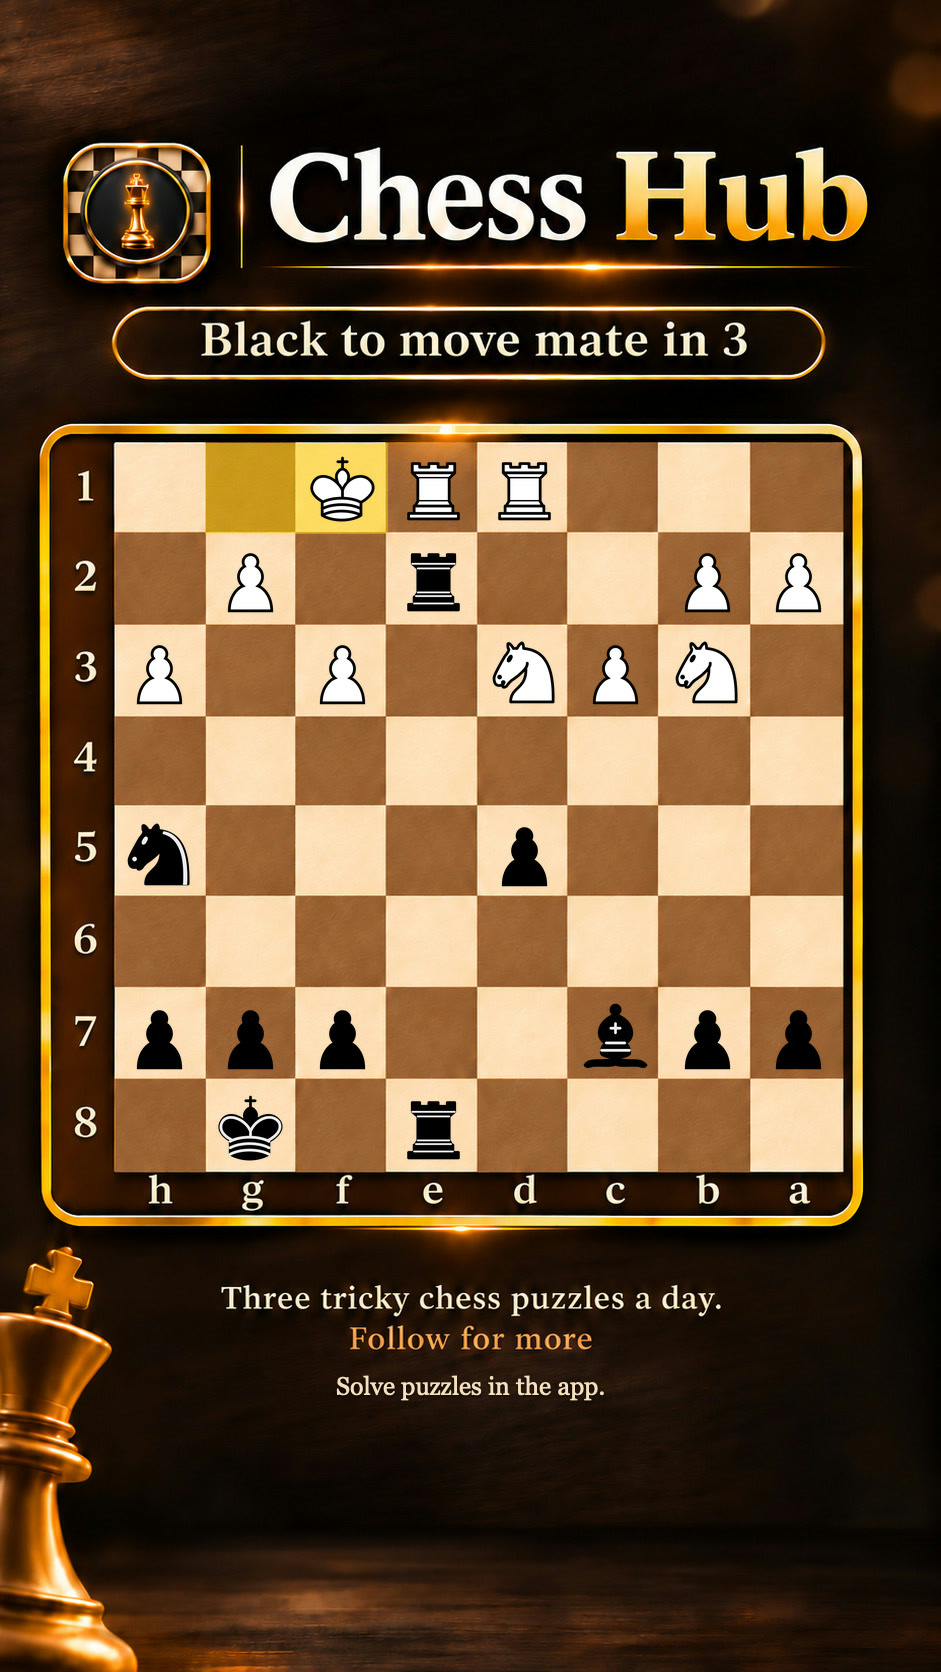 Chess Hub
Black to move mate in 3
1
2
3
4
5
6
7
8
h g f e d c b a
Three tricky chess puzzles a day.
Follow for more
Solve puzzles in the app.